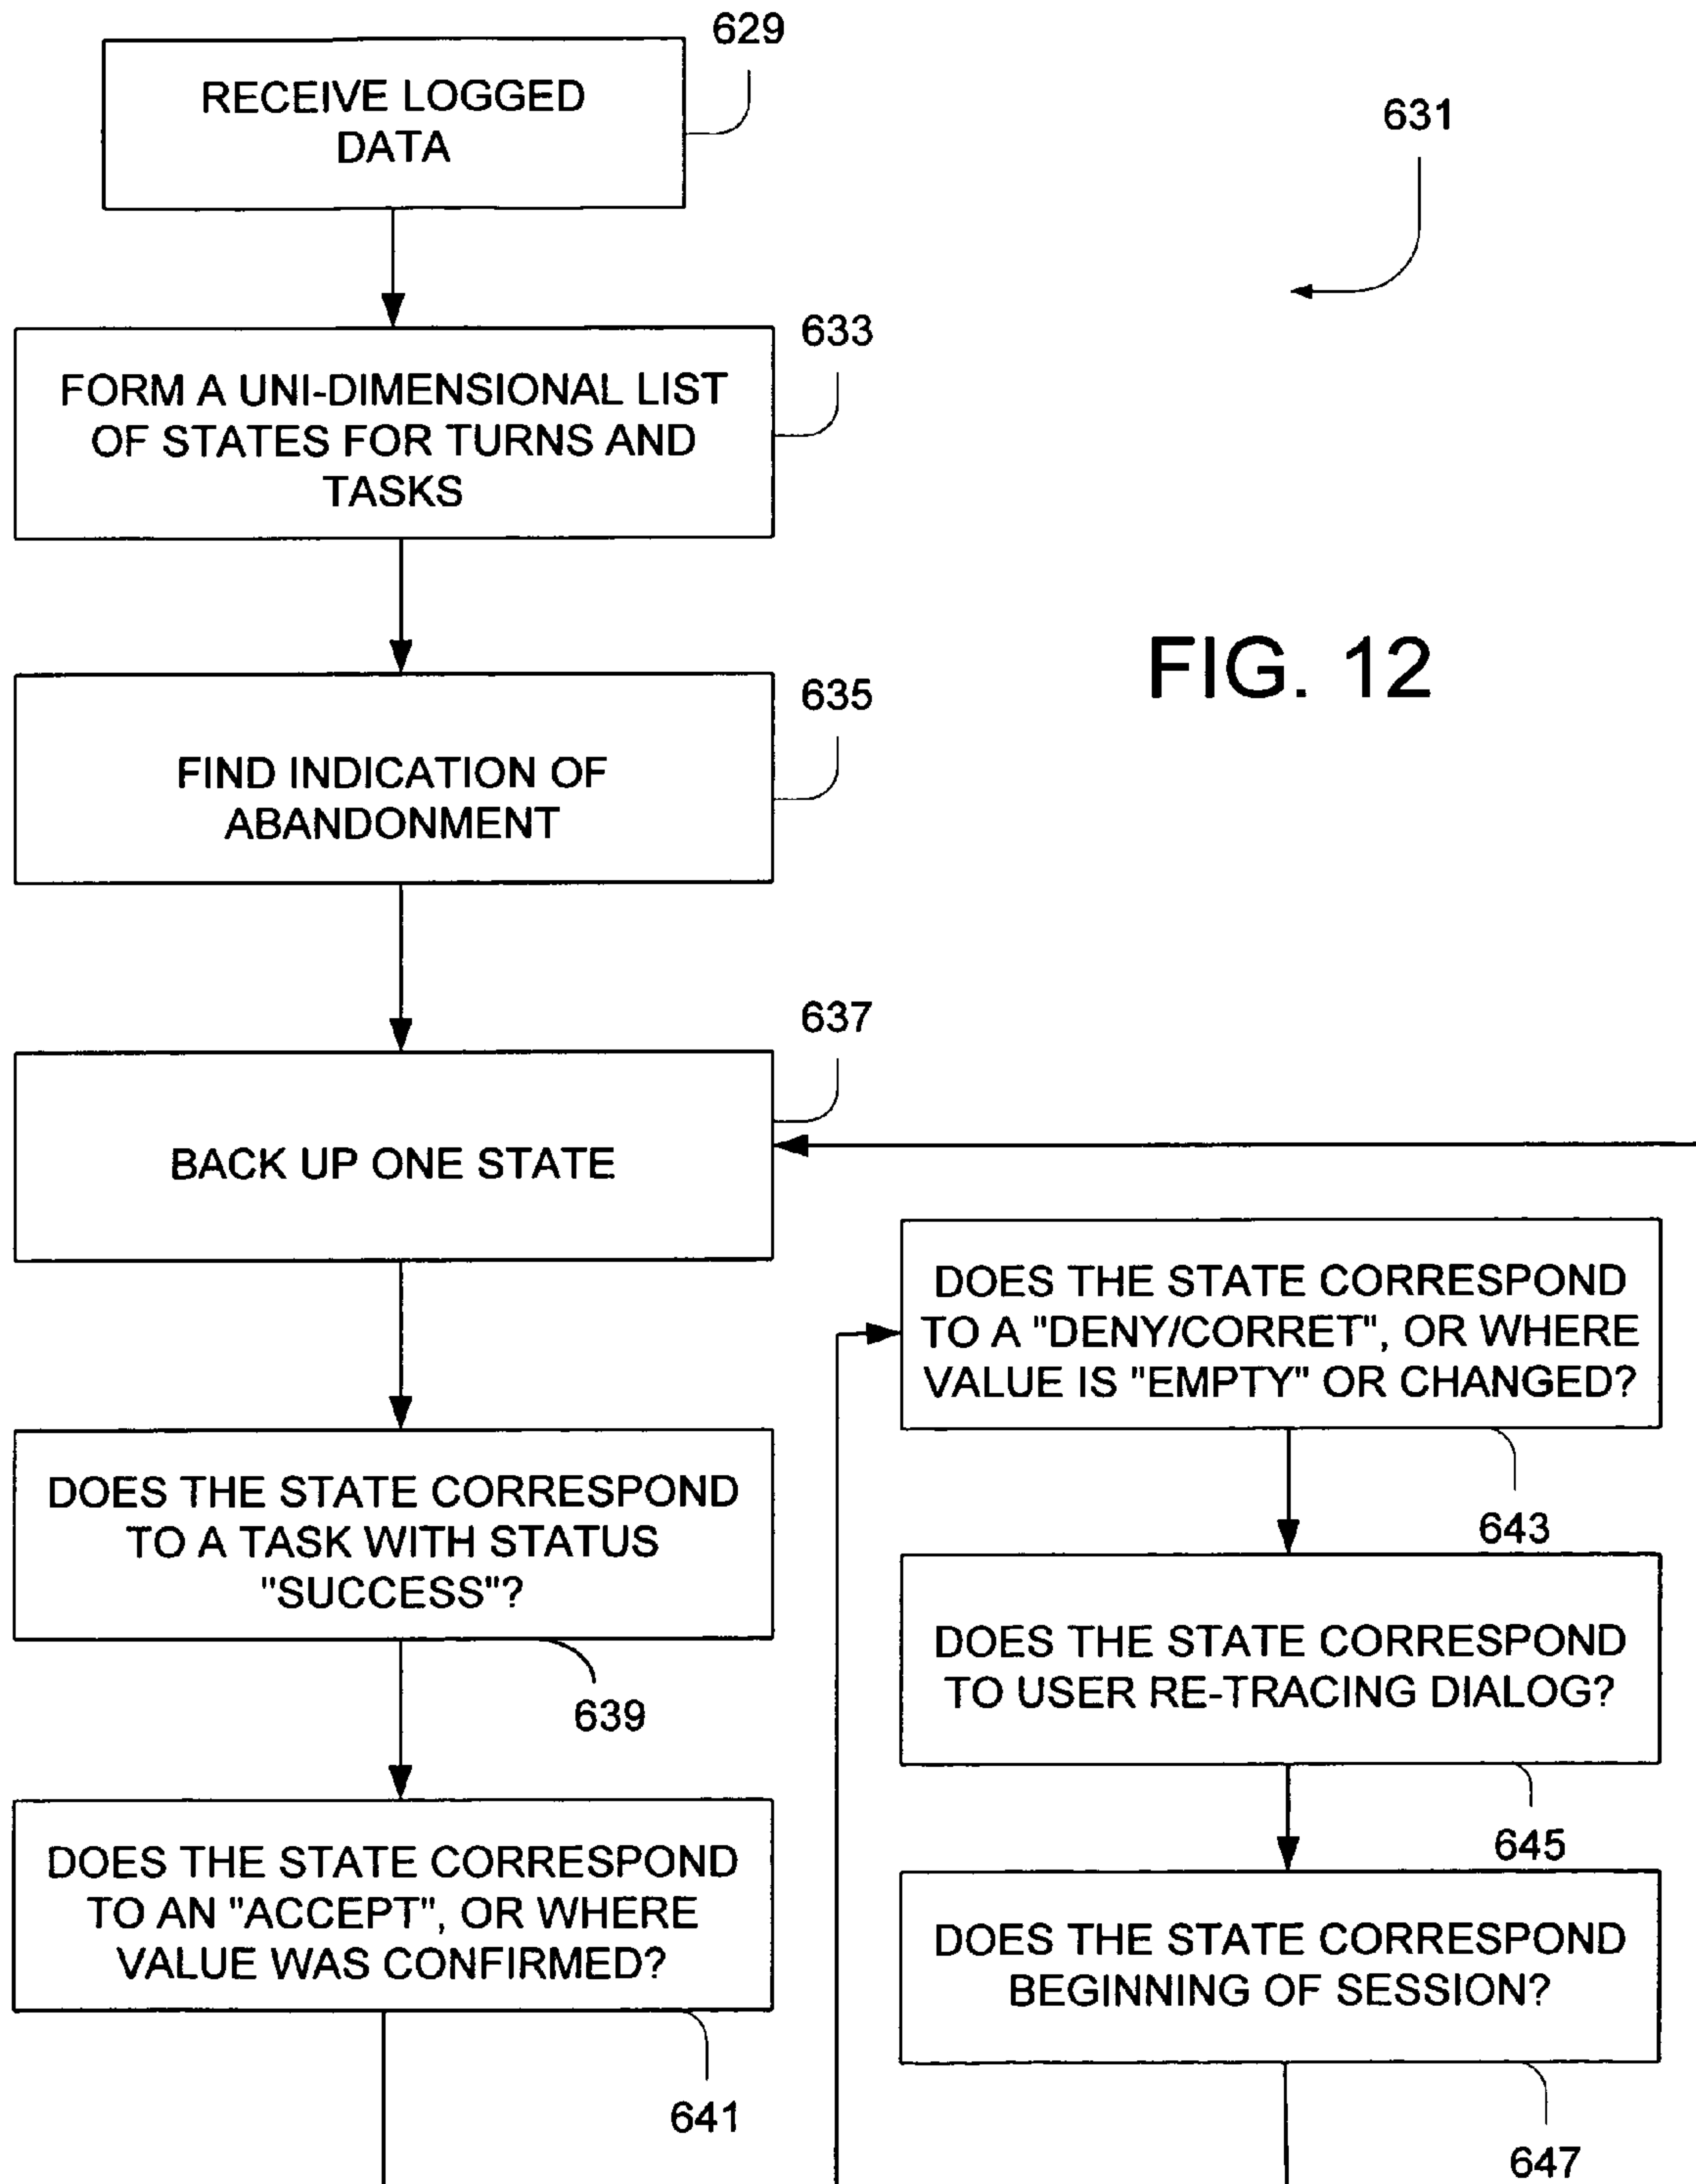 629
RECEIVE LOGGED
DATA
631
633
FORM A UNI-DIMENSIONAL LIST
OF STATES FOR TURNS AND
TASKS
FIG. 12
635
FIND INDICATION OF
ABANDONMENT
637
BACK UP ONE STATE
DOES THE STATE CORRESPOND
TO A TASK WITH STATUS
"SUCCESS"?
639
DOES THE STATE CORRESPOND
TO AN "ACCEPT", OR WHERE
VALUE WAS CONFIRMED?
641
DOES THE STATE CORRESPOND
TO A "DENY/CORRET", OR WHERE
VALUE IS "EMPTY" OR CHANGED?
643
DOES THE STATE CORRESPOND
TO USER RE-TRACING DIALOG?
645
DOES THE STATE CORRESPOND
BEGINNING OF SESSION?
647